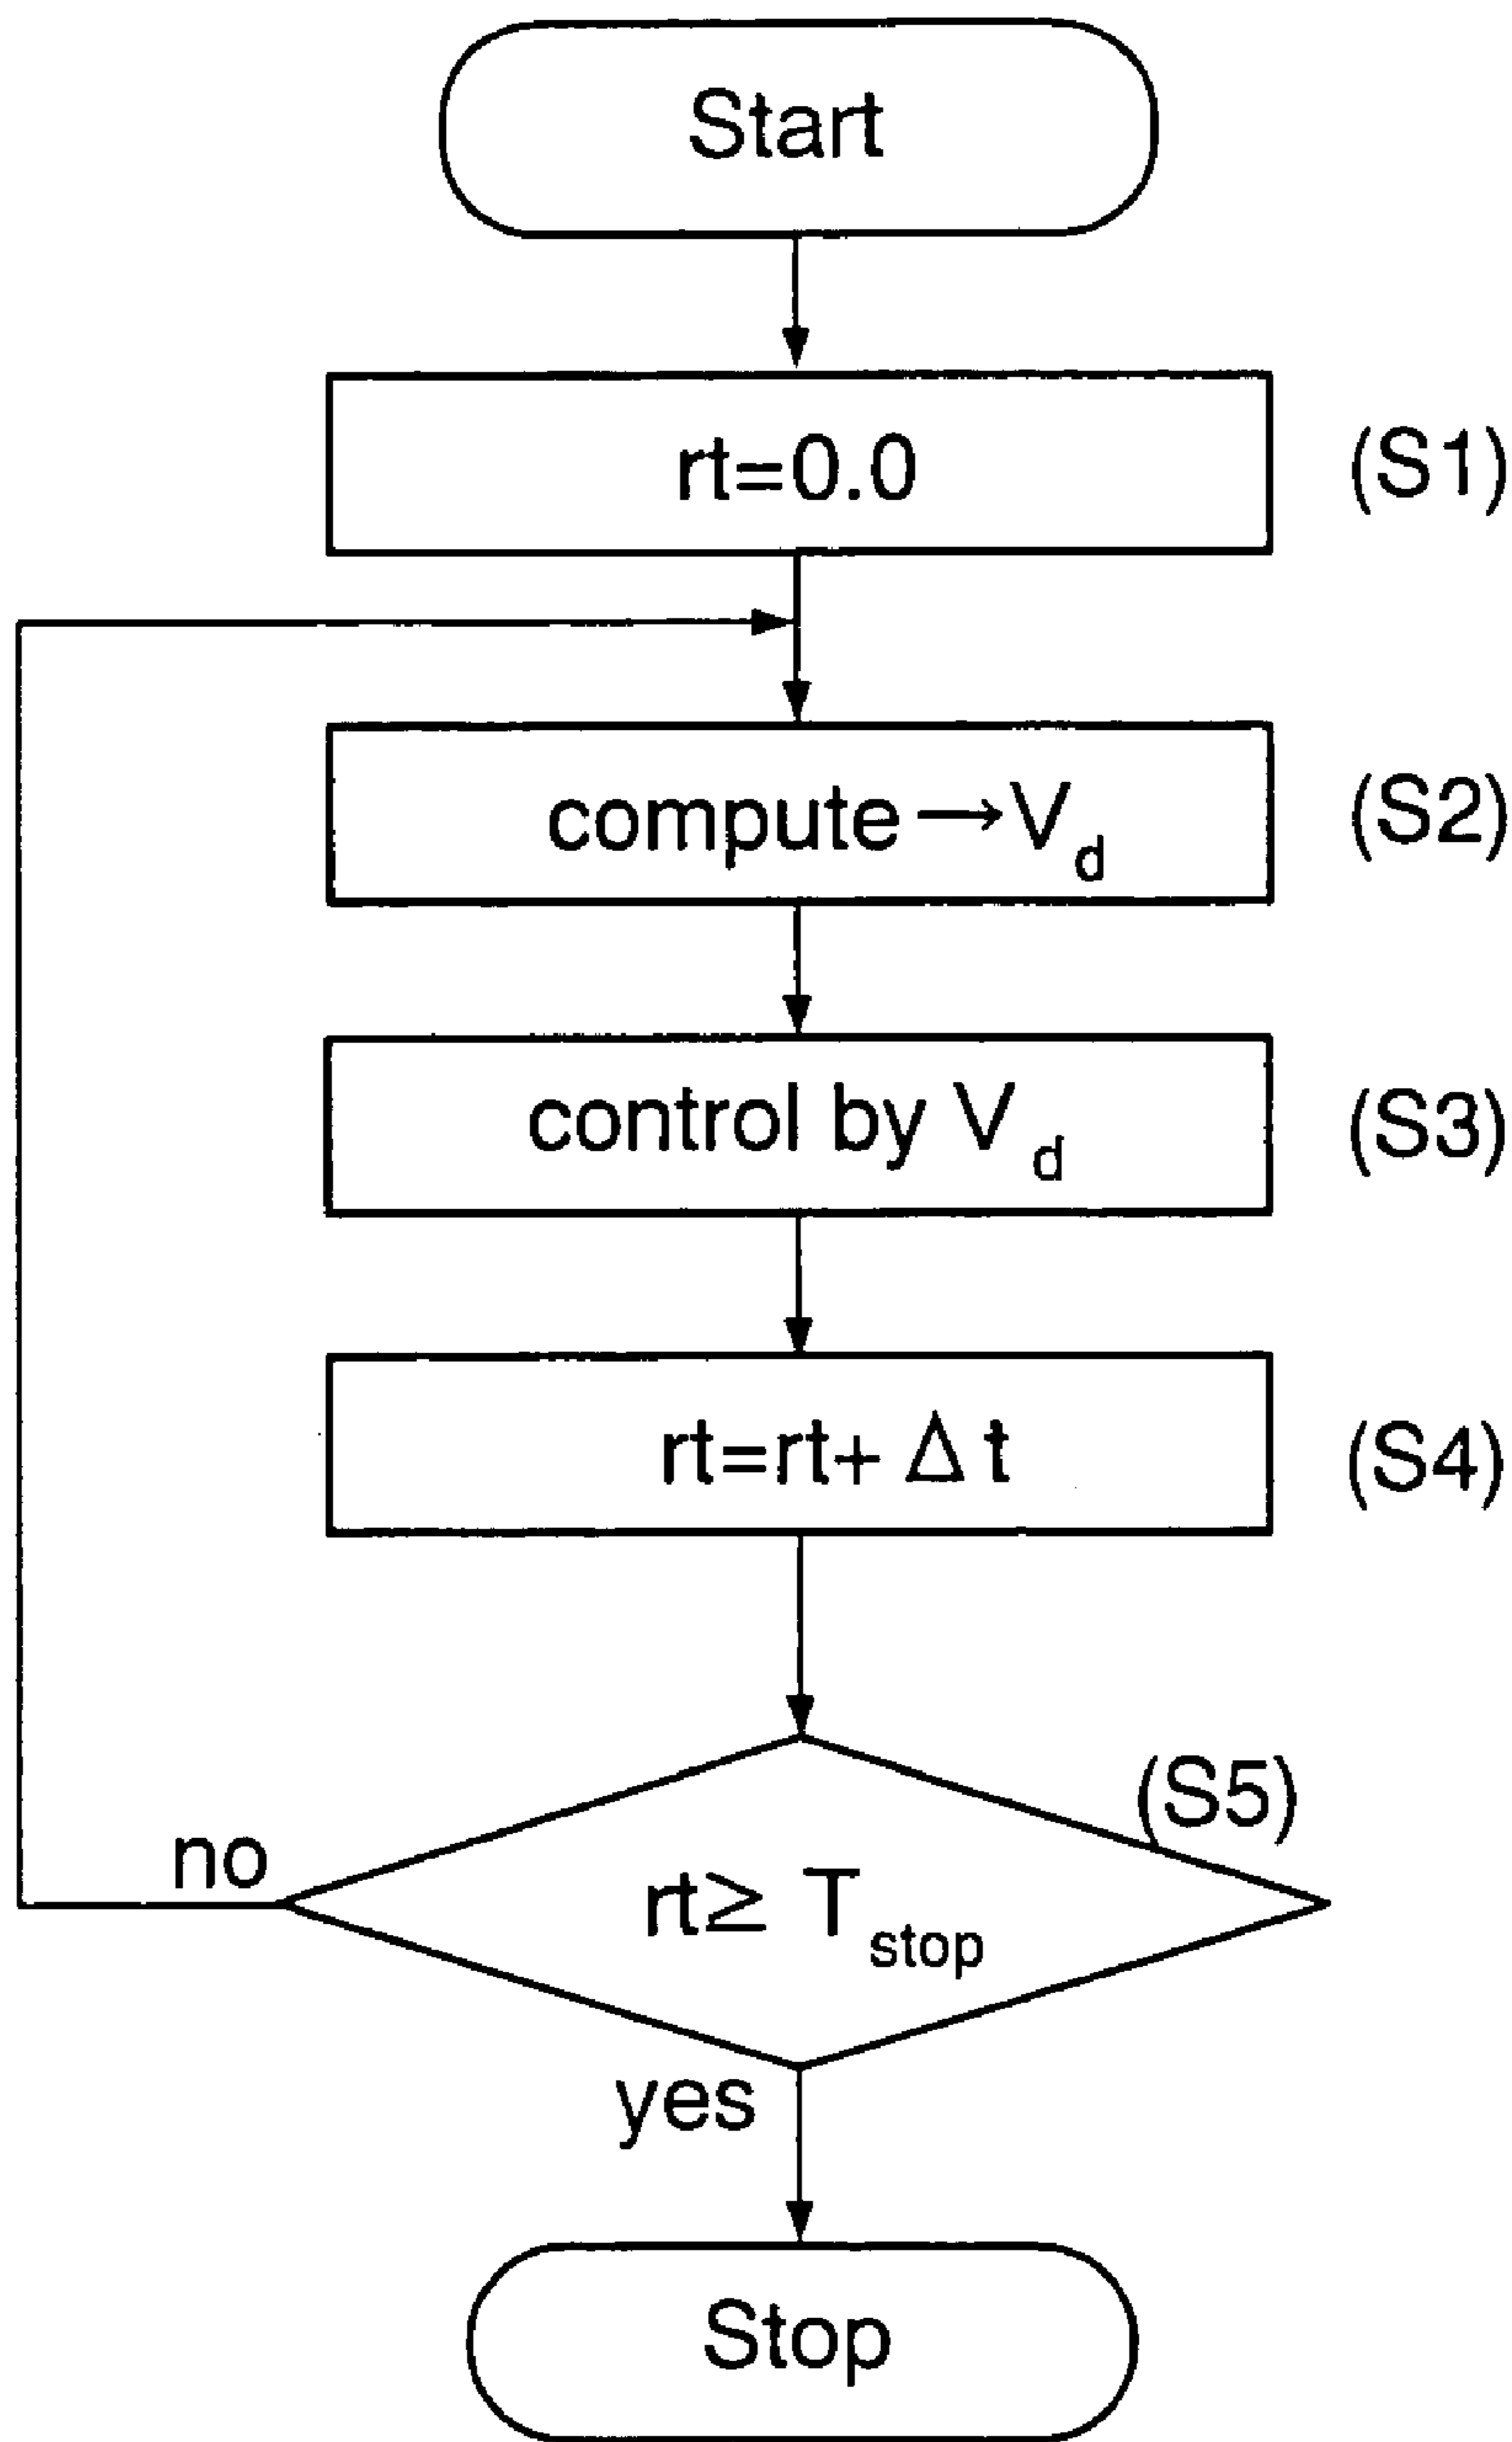 Start
rt=0.0 (S1)
compute→V_d (S2)
control by V_d (S3)
rt=rt+ Δt (S4)
(S5)
no
rt≥ T_stop
yes
Stop